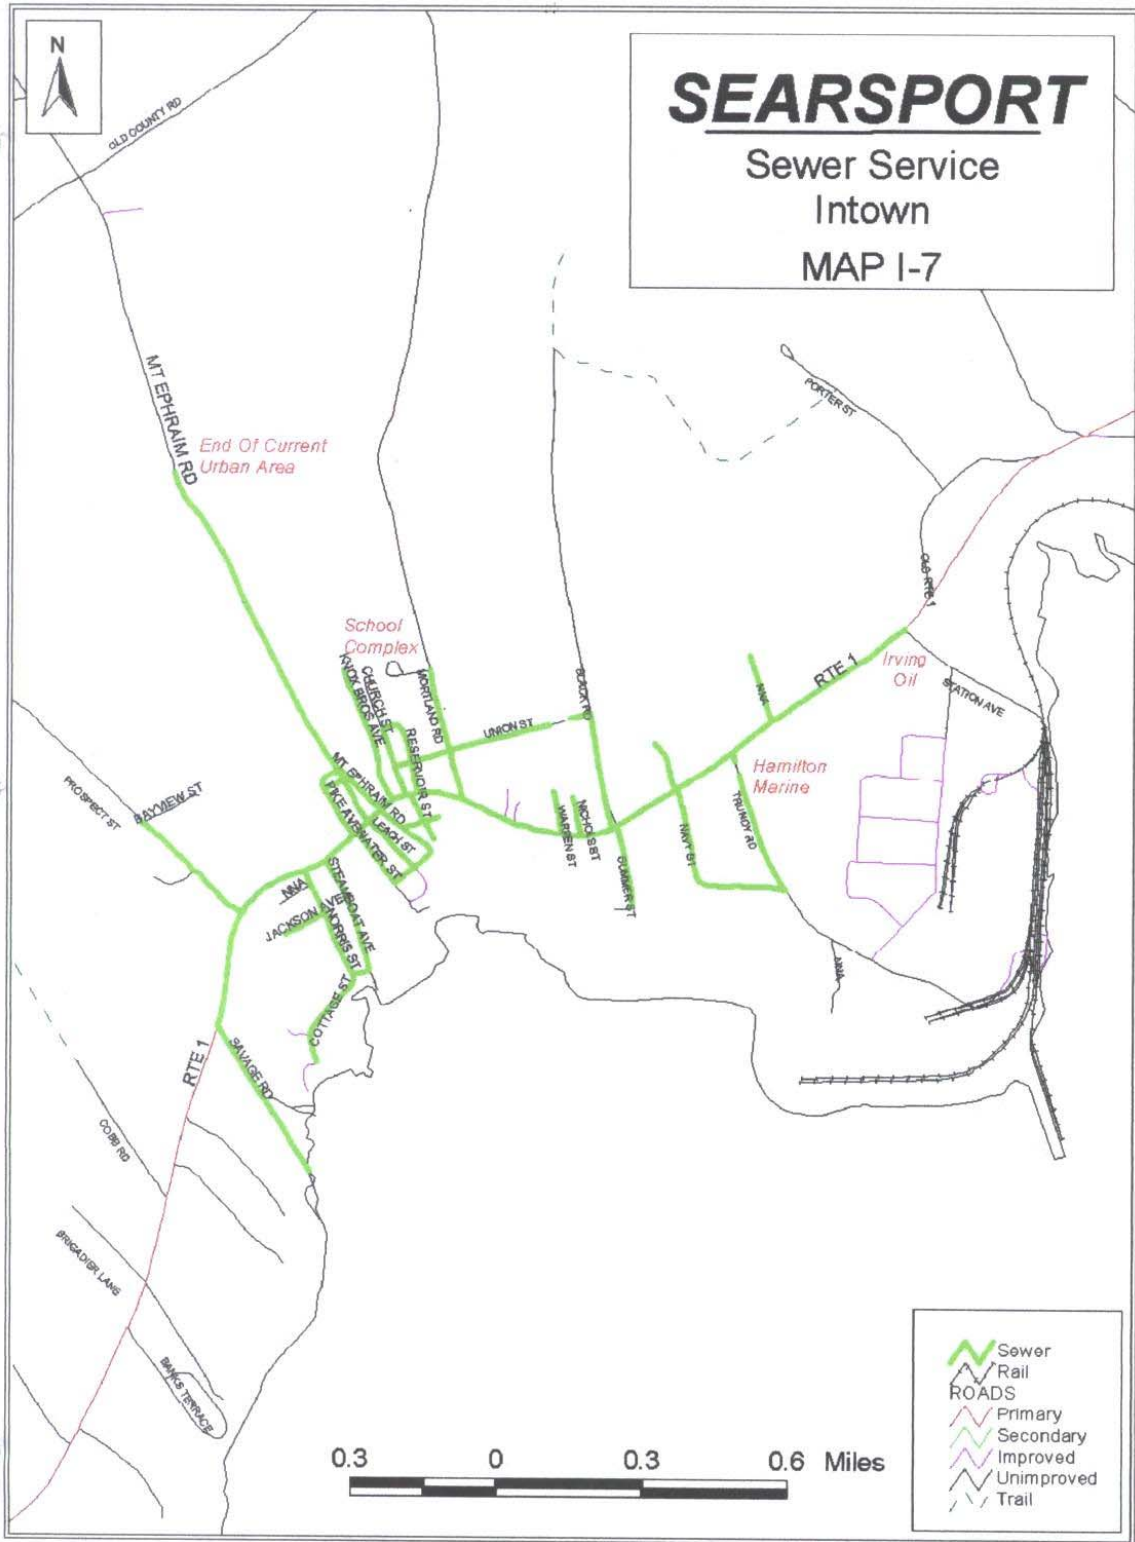 N
SEARSPORT
Sewer Service
Intown
MAP I-7
OLD COUNTY RD
MT EPHRAIM RD
End Of Current
Urban Area
PORTER ST
OLD RTE 1
School
Complex
KNOX BROS AVE
CHURCH ST
MORTLAND RD
RESERVOIR ST
UNION ST
BLACK RD
NNA
RTE 1
Irving
Oil
STATION AVE
Hamilton
Marine
TRUNDY RD
NAVY ST
MT EPHRAIM RD
PIKE AVE
WATER ST
LEACH ST
WARREN ST
NICHOLS ST
SUMMER ST
PROSPECT ST
BAYVIEW ST
NNA
JACKSON AVE
STEAMBOAT AVE
NORRIS ST
COTTAGE ST
NNA
SAVAGE RD
RTE 1
COBB RD
BRIGADIER LANE
BANKS TERRACE
0.3 0 0.3 0.6 Miles
Sewer
Rail
ROADS
Primary
Secondary
Improved
Unimproved
Trail